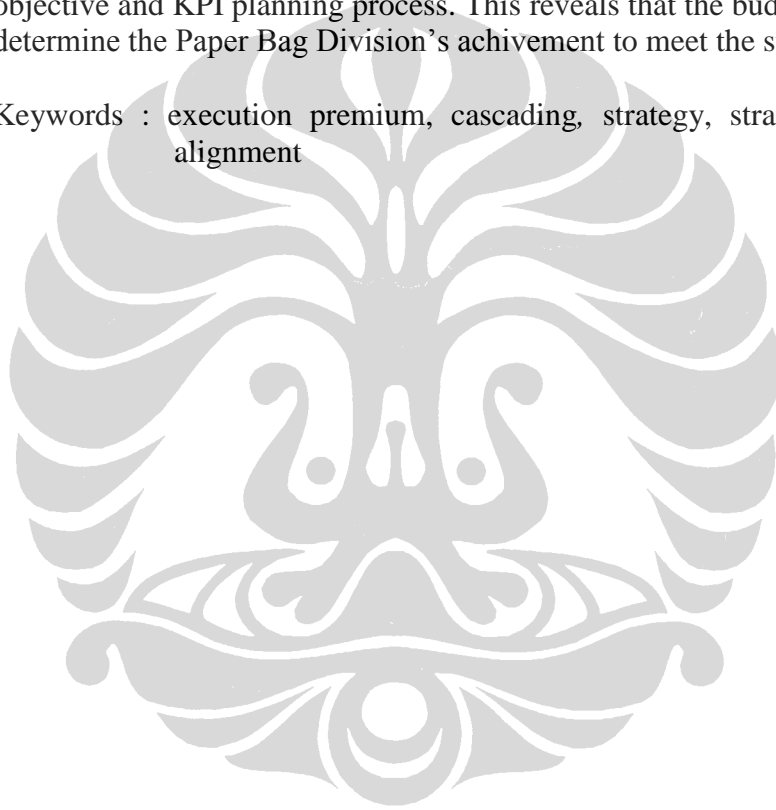 objective and KPI planning process. This reveals that the bud
determine the Paper Bag Division's achivement to meet the s
Keywords : execution premium, cascading, strategy, stra
alignment